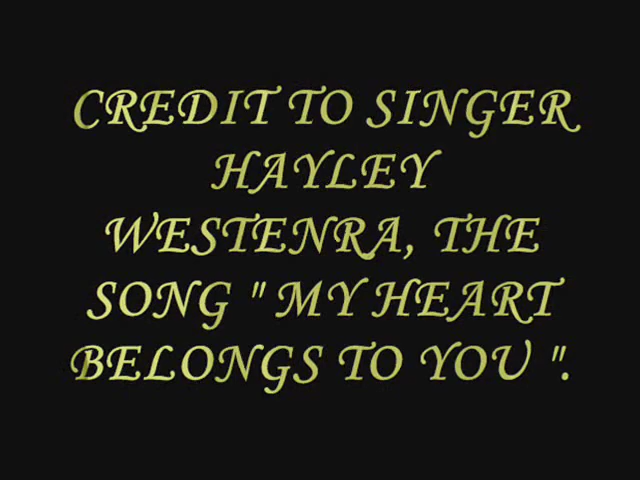 CREDIT TO SINGER
HAYLEY
WESTENRA, THE
SONG " MY HEART
BELONGS TO YOU ".